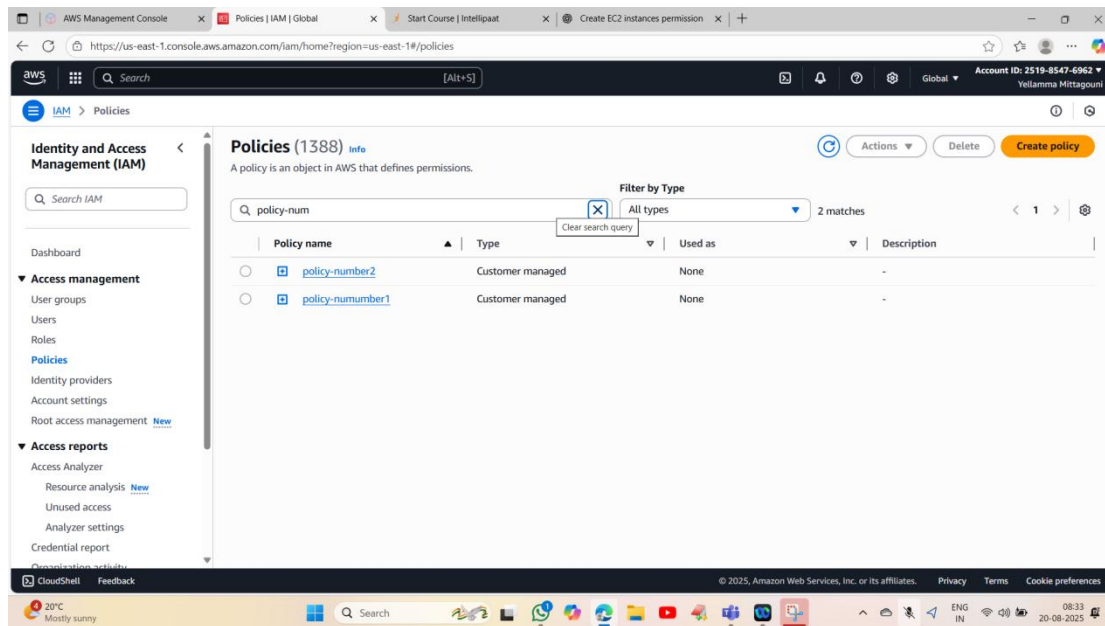 AWS Management Console
Policies | IAM | Global
Start Course | Intellipaat
Create EC2 instances permission
https://us-east-1.console.aws.amazon.com/iam/home?region=us-east-1#/policies
aws
Search
[Alt+S]
Global
Account ID: 2519-8547-6962
Yellamma Mittagouni
IAM > Policies
Identity and Access Management (IAM)
Search IAM
Dashboard
Access management
User groups
Users
Roles
Policies
Identity providers
Account settings
Root access management New
Access reports
Access Analyzer
Resource analysis New
Unused access
Analyzer settings
Credential report
Policies (1388) Info
A policy is an object in AWS that defines permissions.
Actions
Delete
Create policy
Filter by Type
policy-num
All types
2 matches
1
Clear search query
Policy name Type Used as Description
policy-number2 Customer managed None -
policy-numumber1 Customer managed None -
CloudShell Feedback
© 2025, Amazon Web Services, Inc. or its affiliates. Privacy Terms Cookie preferences
20°C
Mostly sunny
Search
ENG
IN
08:33
20-08-2025